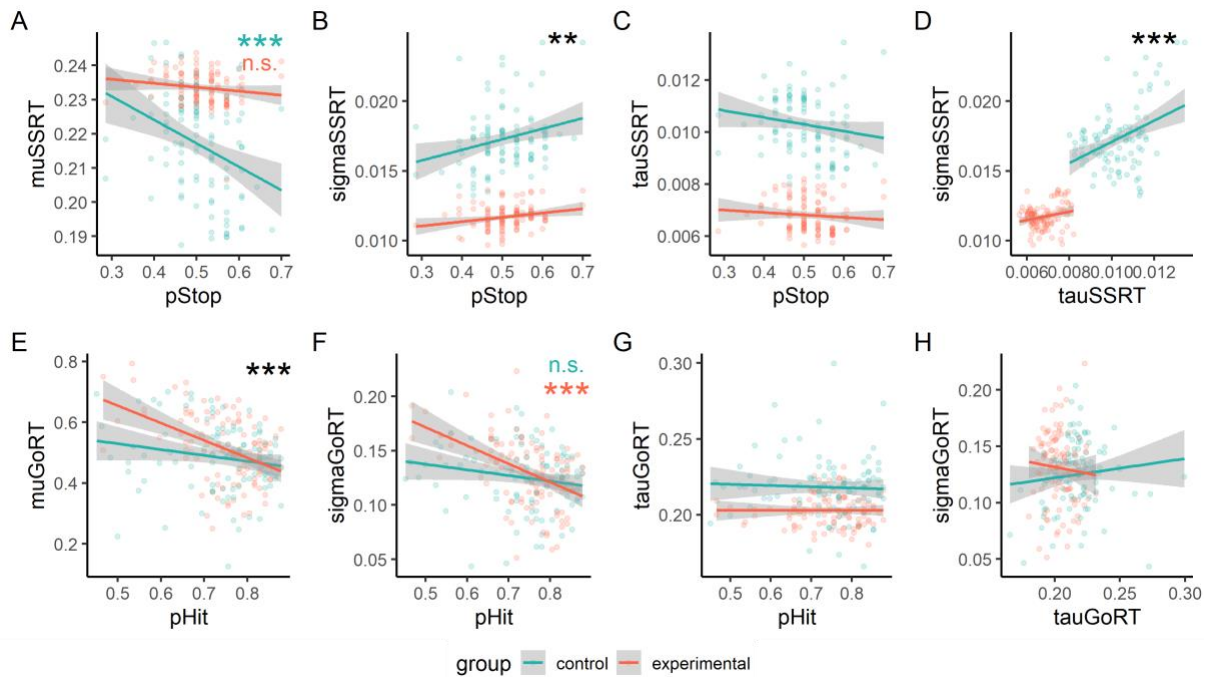 A
B
C
D
***
n.s.
**
***
muSSRT
0.24
0.23
0.22
0.21
0.20
0.19
0.3 0.4 0.5 0.6 0.7
pStop
sigmaSSRT
0.020
0.015
0.010
0.3 0.4 0.5 0.6 0.7
pStop
tauSSRT
0.012
0.010
0.008
0.006
0.3 0.4 0.5 0.6 0.7
pStop
sigmaSSRT
0.020
0.015
0.010
0.006 0.008 0.010 0.012
tauSSRT
E
F
G
H
***
n.s.
***
muGoRT
0.8
0.6
0.4
0.2
0.5 0.6 0.7 0.8
pHit
sigmaGoRT
0.20
0.15
0.10
0.05
0.5 0.6 0.7 0.8
pHit
tauGoRT
0.30
0.25
0.20
0.5 0.6 0.7 0.8
pHit
sigmaGoRT
0.20
0.15
0.10
0.05
0.20 0.25 0.30
tauGoRT
group control experimental